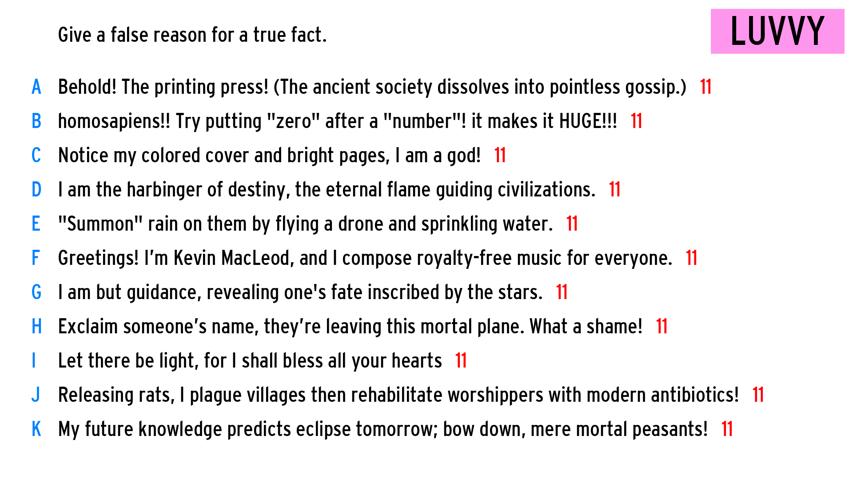 Give a false reason for a true fact.
LUVVY
A Behold! The printing press! (The ancient society dissolves into pointless gossip.) 11
B homosapiens!! Try putting "zero" after a "number"! it makes it HUGE!!! 11
C Notice my colored cover and bright pages, I am a god! 11
D I am the harbinger of destiny, the eternal flame guiding civilizations. 11
E "Summon" rain on them by flying a drone and sprinkling water. 11
F Greetings! I'm Kevin MacLeod, and I compose royalty-free music for everyone. 11
G I am but guidance, revealing one's fate inscribed by the stars. 11
H Exclaim someone's name, they're leaving this mortal plane. What a shame! 11
I Let there be light, for I shall bless all your hearts 11
J Releasing rats, I plague villages then rehabilitate worshippers with modern antibiotics! 11
K My future knowledge predicts eclipse tomorrow; bow down, mere mortal peasants! 11